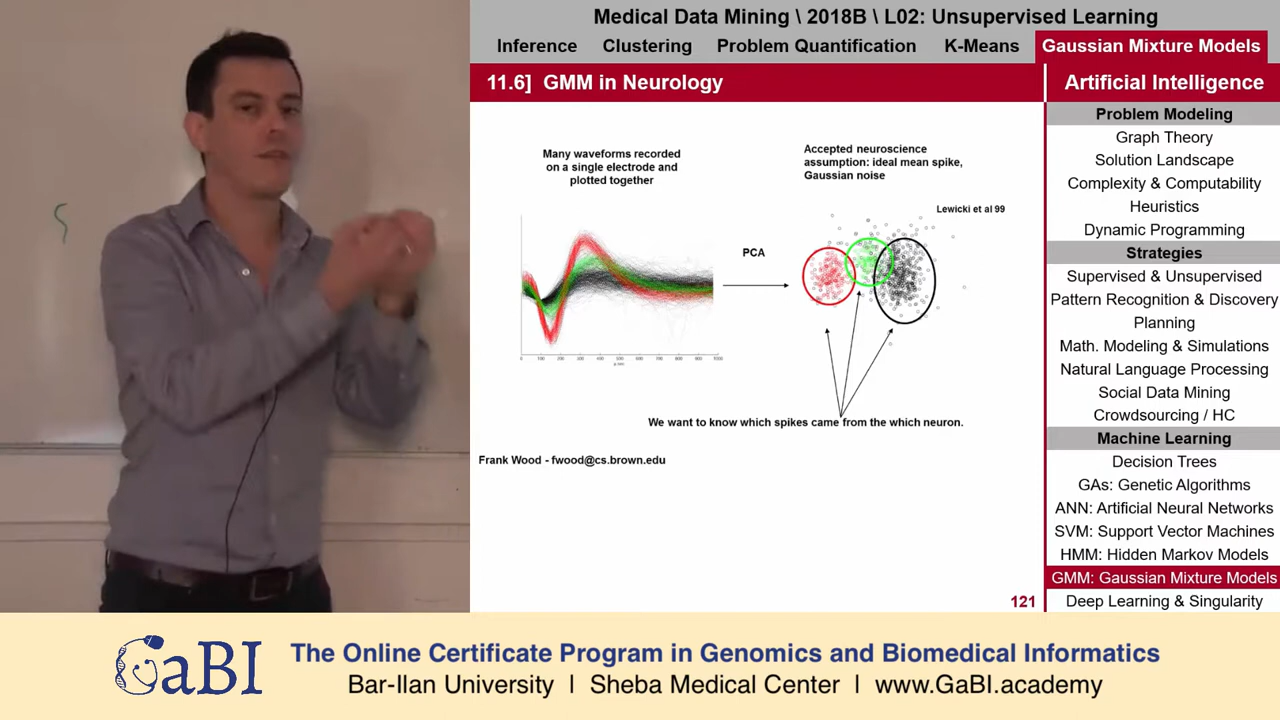 Medical Data Mining \ 2018B \ L02: Unsupervised Learning
Inference Clustering Problem Quantification K-Means Gaussian Mixture Models
11.6] GMM in Neurology
Artificial Intelligence
Many waveforms recorded
on a single electrode and
plotted together
Accepted neuroscience
assumption: ideal mean spike,
Gaussian noise
Lewicki et al 99
PCA
We want to know which spikes came from the which neuron.
Frank Wood - fwood@cs.brown.edu
121
Problem Modeling
Graph Theory
Solution Landscape
Complexity & Computability
Heuristics
Dynamic Programming
Strategies
Supervised & Unsupervised
Pattern Recognition & Discovery
Planning
Math. Modeling & Simulations
Natural Language Processing
Social Data Mining
Crowdsourcing / HC
Machine Learning
Decision Trees
GAs: Genetic Algorithms
ANN: Artificial Neural Networks
SVM: Support Vector Machines
HMM: Hidden Markov Models
GMM: Gaussian Mixture Models
Deep Learning & Singularity
GaBI
The Online Certificate Program in Genomics and Biomedical Informatics
Bar-Ilan University | Sheba Medical Center | www.GaBI.academy